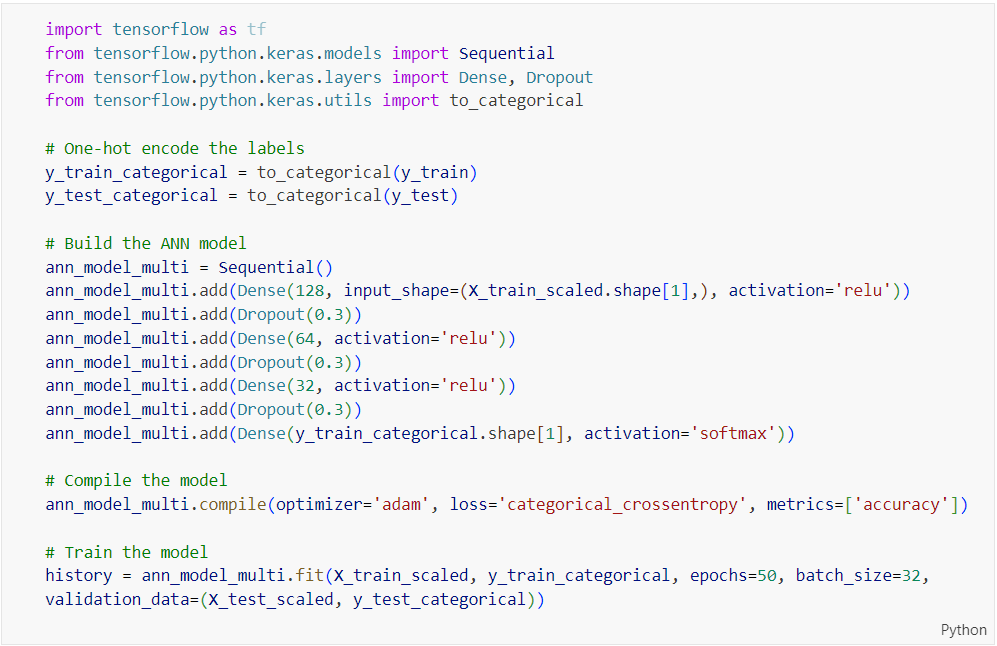 import tensorflow as tf
from tensorflow.python.keras.models import Sequential
from tensorflow.python.keras.layers import Dense, Dropout
from tensorflow.python.keras.utils import to_categorical

# One-hot encode the labels
y_train_categorical = to_categorical(y_train)
y_test_categorical = to_categorical(y_test)

# Build the ANN model
ann_model_multi = Sequential()
ann_model_multi.add(Dense(128, input_shape=(X_train_scaled.shape[1],), activation='relu'))
ann_model_multi.add(Dropout(0.3))
ann_model_multi.add(Dense(64, activation='relu'))
ann_model_multi.add(Dropout(0.3))
ann_model_multi.add(Dense(32, activation='relu'))
ann_model_multi.add(Dropout(0.3))
ann_model_multi.add(Dense(y_train_categorical.shape[1], activation='softmax'))

# Compile the model
ann_model_multi.compile(optimizer='adam', loss='categorical_crossentropy', metrics=['accuracy'])

# Train the model
history = ann_model_multi.fit(X_train_scaled, y_train_categorical, epochs=50, batch_size=32,
validation_data=(X_test_scaled, y_test_categorical))
Python